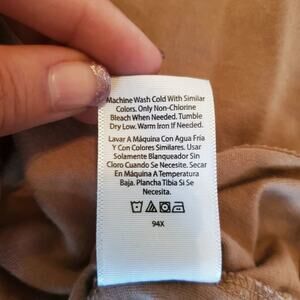 Machine Wash Cold With Similar
Colors. Only Non-Chlorine
Bleach When Needed. Tumble
Dry Low. Warm Iron If Needed.
Lavar A Máquina Con Agua Fría
Y Con Colores Similares. Usar
Solamente Blanqueador Sin
Cloro Cuando Se Necesite. Secar
En Máquina A Temperatura
Baja. Plancha Tibia Si Se
Necesita.
94X